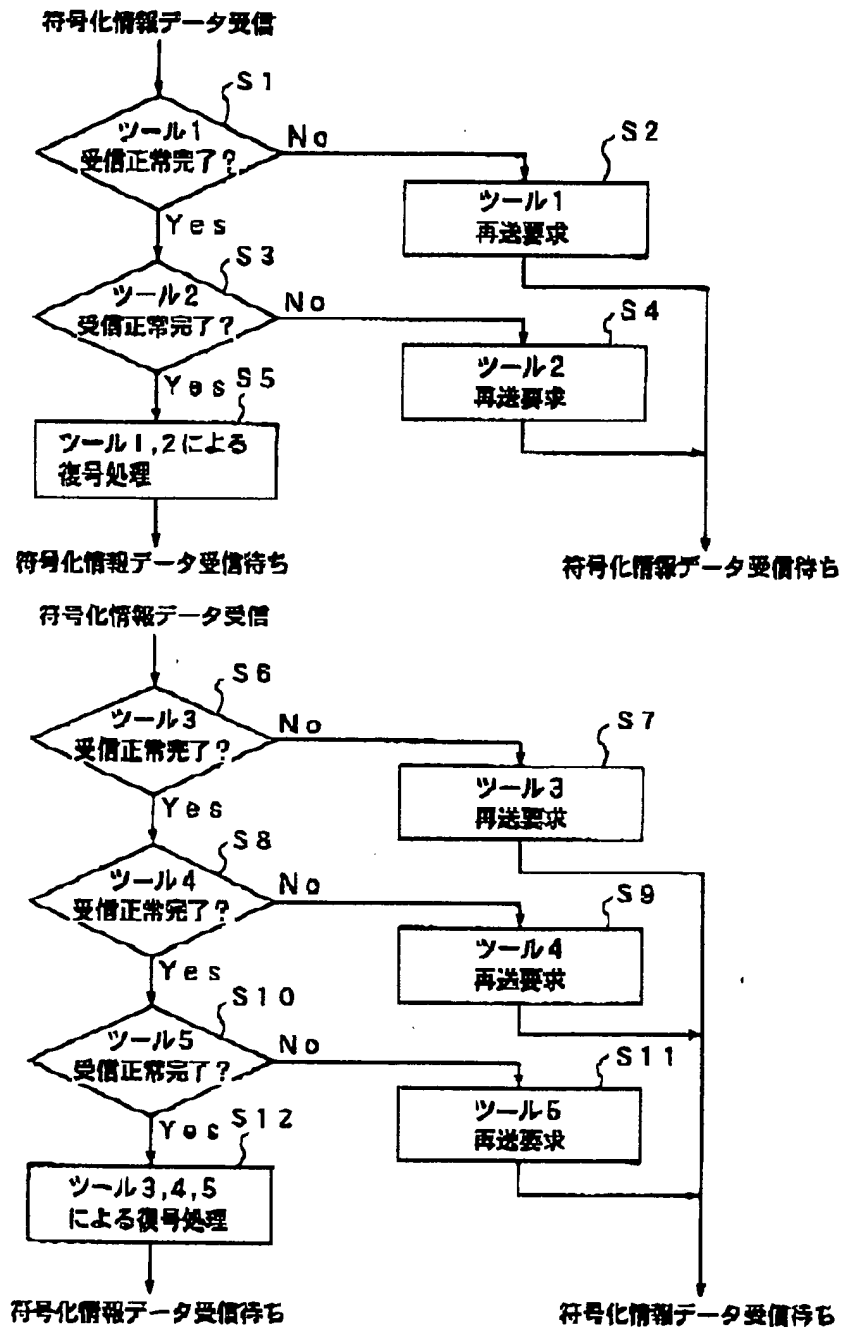 符号化情報データ受信
S1
ツール1
受信正常完了?
No
S2
ツール1
再送要求
Yes
S3
ツール2
受信正常完了?
No
S4
ツール2
再送要求
Yes
S5
ツール1,2による
復号処理
符号化情報データ受信待ち
符号化情報データ受信待ち
符号化情報データ受信
S6
ツール3
受信正常完了?
No
S7
ツール3
再送要求
Yes
S8
ツール4
受信正常完了?
No
S9
ツール4
再送要求
Yes
S10
ツール5
受信正常完了?
No
S11
ツール5
再送要求
Yes
S12
ツール3,4,5
による復号処理
符号化情報データ受信待ち
符号化情報データ受信待ち